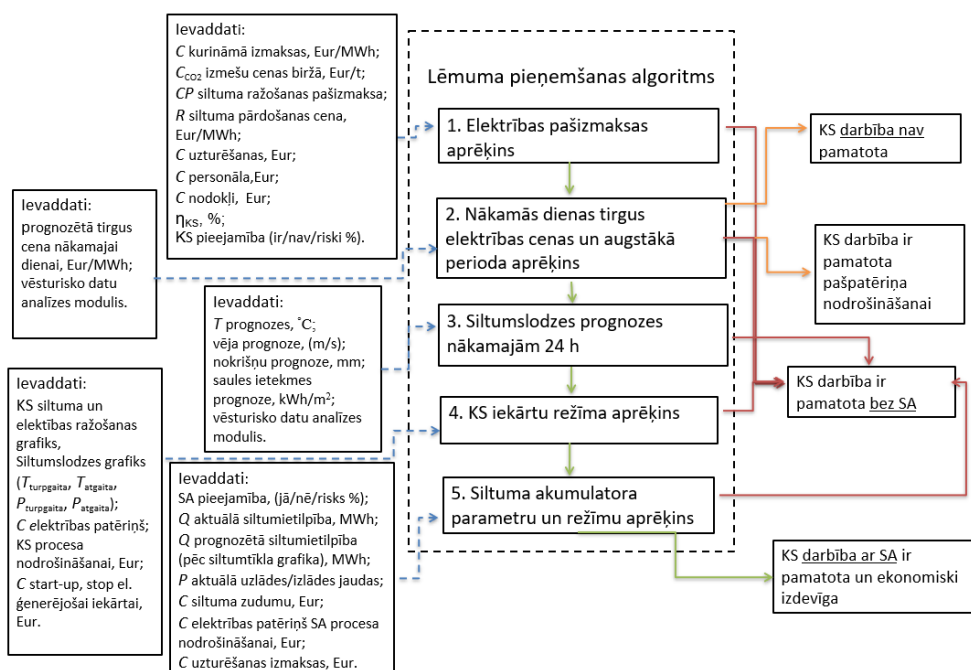 Ievaddati:
C kurināmā izmaksas, Eur/MWh;
C_CO2 izmešu cenas biržā, Eur/t;
CP siltuma ražošanas pašizmaksa;
R siltuma pārdošanas cena,
Eur/MWh;
C uzturēšanas, Eur;
C personāla,Eur;
C nodokļi, Eur;
η_KS, %;
KS pieejamība (ir/nav/riski %).
Ievaddati:
prognozētā tirgus
cena nākamajai
dienai, Eur/MWh;
vēsturisko datu
analīzes modulis.
Ievaddati:
T prognozes, ˚C;
vēja prognoze, (m/s);
nokrišņu prognoze, mm;
saules ietekmes
prognoze, kWh/m²;
vēsturisko datu analīzes
modulis.
Ievaddati:
KS siltuma un
elektības ražošanas
grafiks,
Siltumslodzes grafiks
(T_turpgaita, T_atgaita,
P_turpgaita, P_atgaita);
C elektrības patēriņš;
KS procesa
nodrošināšanai, Eur;
C start-up, stop el.
ģenerējošai iekārtai,
Eur.
Ievaddati:
SA pieejamība, (jā/nē/risks %);
Q aktuālā siltumietilpība, MWh;
Q prognozētā siltumietilpība
(pēc siltumtīkla grafika), MWh;
P aktuālā uzlādes/izlādes jaudas;
C siltuma zudumu, Eur;
C elektrības patēriņš SA procesa
nodrošināšanai, Eur;
C uzturēšanas izmaksas, Eur.
Lēmuma pieņemšanas algoritms
1. Elektrības pašizmaksas
aprēķins
2. Nākamās dienas tirgus
elektrības cenas un augstākā
perioda aprēķins
3. Siltumslodzes prognozes
nākamajām 24 h
4. KS iekārtu režīma aprēķins
5. Siltuma akumulatora
parametru un režīmu aprēķins
KS darbība nav
pamatota
KS darbība ir
pamatota
pašpatēriņa
nodrošināšanai
KS darbība ir
pamatota bez SA
KS darbība ar SA ir
pamatota un ekonomiski
izdevīga